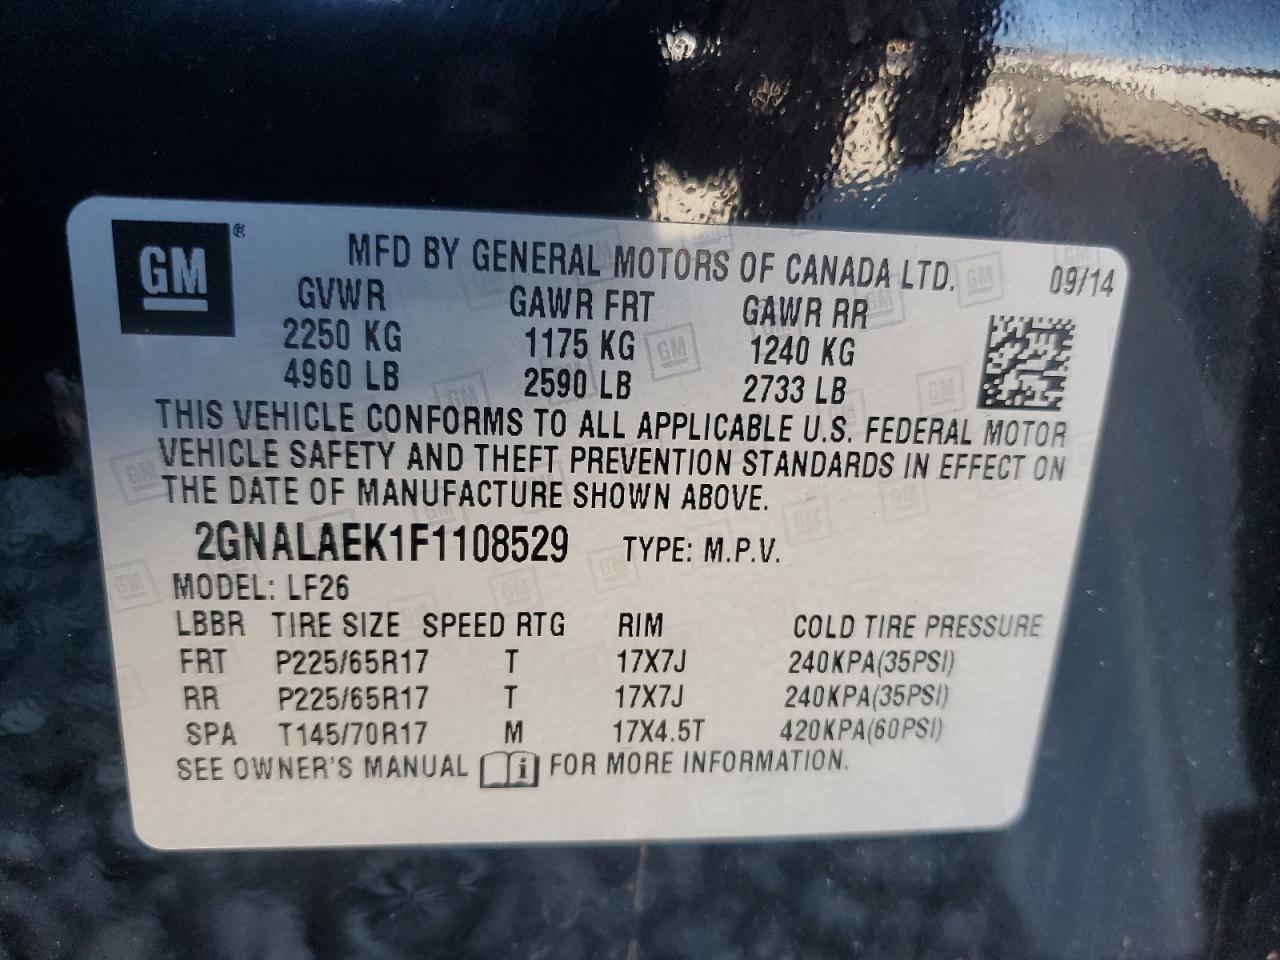 GM®
MFD BY GENERAL MOTORS OF CANADA LTD. 09/14
GVWR GAWR FRT GAWR RR
2250 KG 1175 KG 1240 KG
4960 LB 2590 LB 2733 LB
THIS VEHICLE CONFORMS TO ALL APPLICABLE U.S. FEDERAL MOTOR
VEHICLE SAFETY AND THEFT PREVENTION STANDARDS IN EFFECT ON
THE DATE OF MANUFACTURE SHOWN ABOVE.
2GNALAEK1F1108529 TYPE: M.P.V.
MODEL: LF26
LBBR TIRE SIZE SPEED RTG RIM COLD TIRE PRESSURE
FRT P225/65R17 T 17X7J 240KPA(35PSI)
RR P225/65R17 T 17X7J 240KPA(35PSI)
SPA T145/70R17 M 17X4.5T 420KPA(60PSI)
SEE OWNER'S MANUAL i FOR MORE INFORMATION.